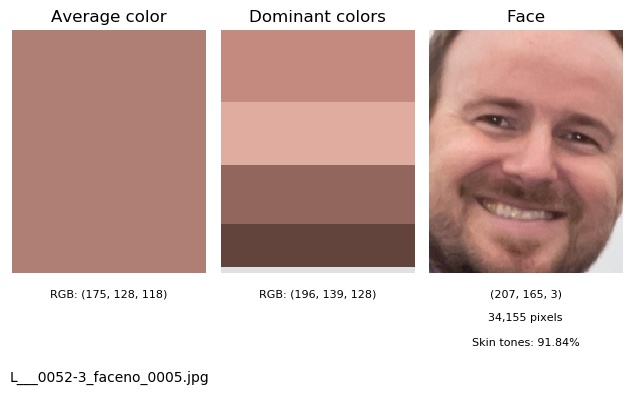 Average color
Dominant colors
Face
RGB: (175, 128, 118)
RGB: (196, 139, 128)
(207, 165, 3)
34,155 pixels
Skin tones: 91.84%
L___0052-3_faceno_0005.jpg